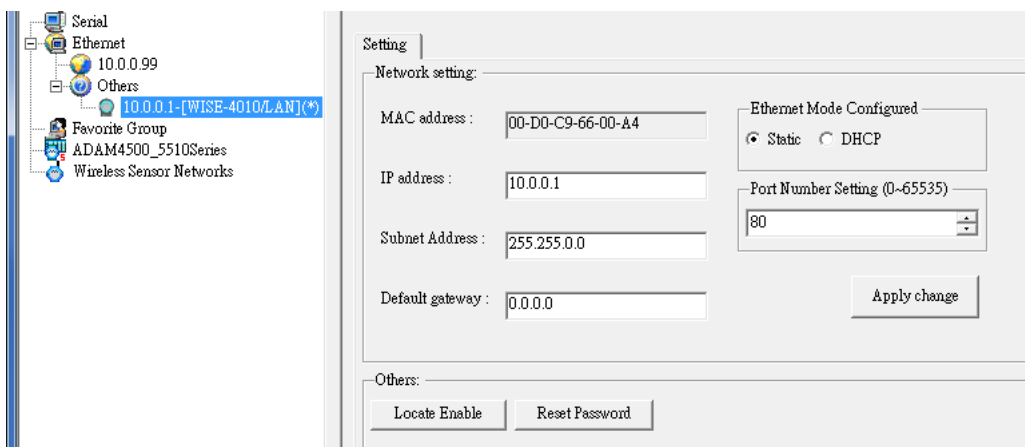 Serial
Ethernet
10.0.0.99
Others
10.0.0.1-[WISE-4010/LAN](*)
Favorite Group
ADAM4500_5510Series
Wireless Sensor Networks
Setting
Network setting:
MAC address :
00-D0-C9-66-00-A4
IP address :
10.0.0.1
Subnet Address :
255.255.0.0
Default gateway :
0.0.0.0
Ethernet Mode Configured
Static DHCP
Port Number Setting (0~65535)
80
Apply change
Others:
Locate Enable Reset Password